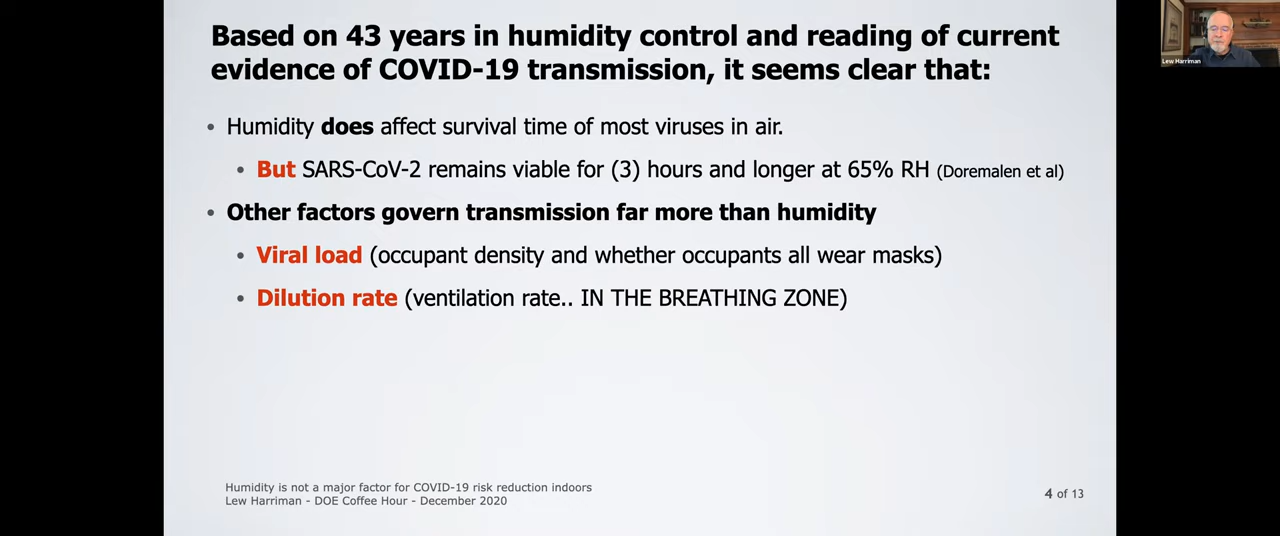 Based on 43 years in humidity control and reading of current
evidence of COVID-19 transmission, it seems clear that:
• Humidity does affect survival time of most viruses in air.
• But SARS-CoV-2 remains viable for (3) hours and longer at 65% RH (Doremalen et al)
• Other factors govern transmission far more than humidity
• Viral load (occupant density and whether occupants all wear masks)
• Dilution rate (ventilation rate.. IN THE BREATHING ZONE)
Humidity is not a major factor for COVID-19 risk reduction indoors
Lew Harriman - DOE Coffee Hour - December 2020
4 of 13
Lew Harriman